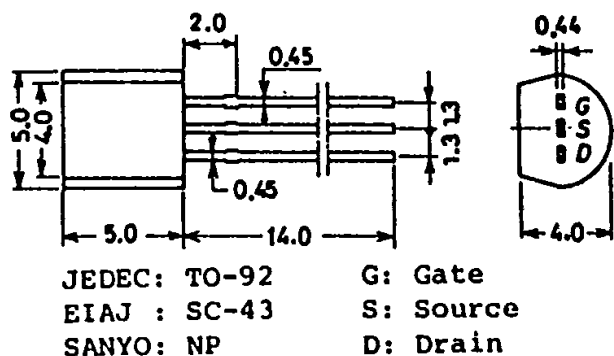 2.0
0.45
0.44
5.0
4.0
1.3
1.3
G
S
D
0.45
5.0
14.0
4.0
JEDEC: TO-92 G: Gate
EIAJ : SC-43 S: Source
SANYO: NP D: Drain